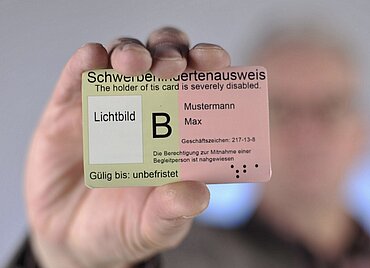 Schwerbehindertenausweis
The holder of tis card is severely disabled.
Lichtbild
B
Mustermann
Max
Geschäftszeichen: 217-13-8
Die Berechtigung zur Mitnahme einer
Begleitperson ist nahgewiesen
Gülig bis: unbefristet